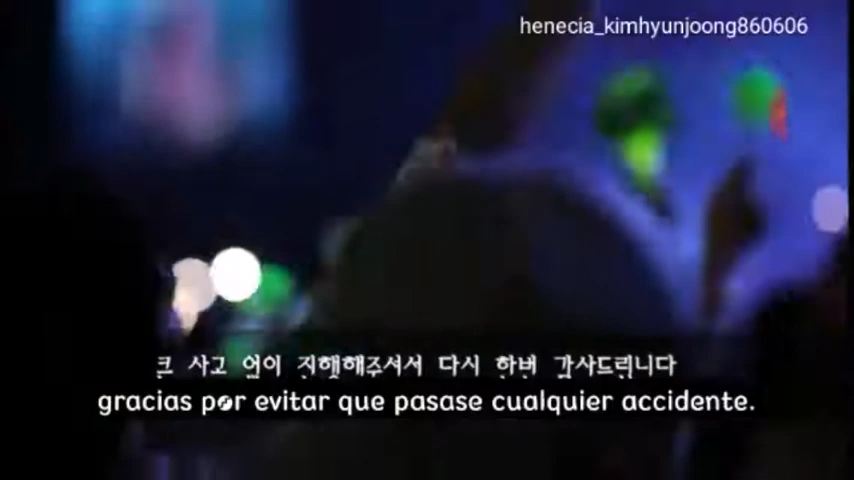 henecia_kimhyunjoong860606
큰 사고 없이 진행해주셔서 다시 한번 감사드립니다
gracias por evitar que pasase cualquier accidente.